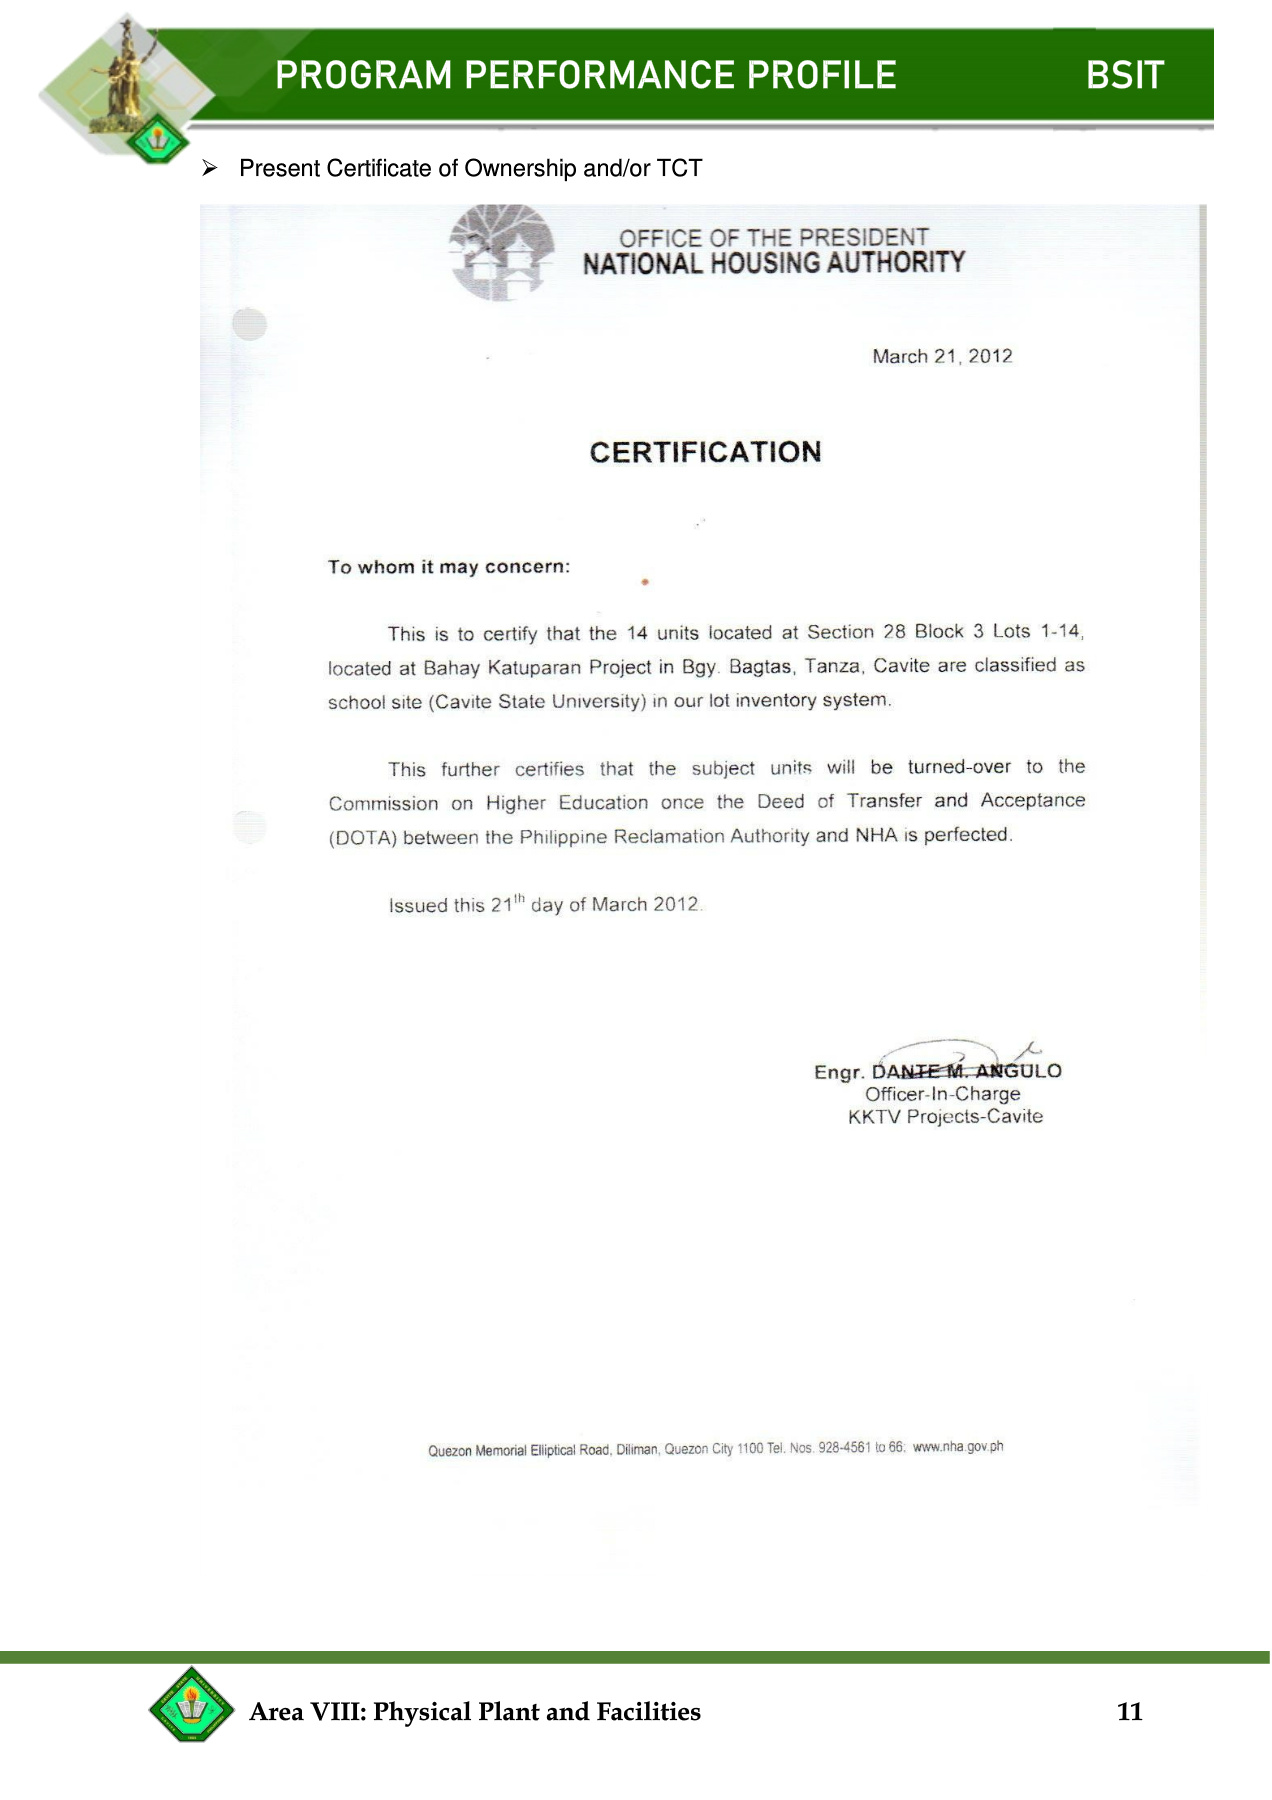 PROGRAM PERFORMANCE PROFILE BSIT
➢ Present Certificate of Ownership and/or TCT
OFFICE OF THE PRESIDENT
NATIONAL HOUSING AUTHORITY
March 21, 2012
CERTIFICATION
To whom it may concern:
This is to certify that the 14 units located at Section 28 Block 3 Lots 1-14,
located at Bahay Katuparan Project in Bgy. Bagtas, Tanza, Cavite are classified as
school site (Cavite State University) in our lot inventory system.
This further certifies that the subject units will be turned-over to the
Commission on Higher Education once the Deed of Transfer and Acceptance
(DOTA) between the Philippine Reclamation Authority and NHA is perfected.
Issued this 21th day of March 2012.
Engr. DANTE M. ANGULO
Officer-In-Charge
KKTV Projects-Cavite
Quezon Memorial Elliptical Road, Diliman, Quezon City 1100 Tel. Nos. 928-4561 to 66; www.nha.gov.ph
Area VIII: Physical Plant and Facilities 11